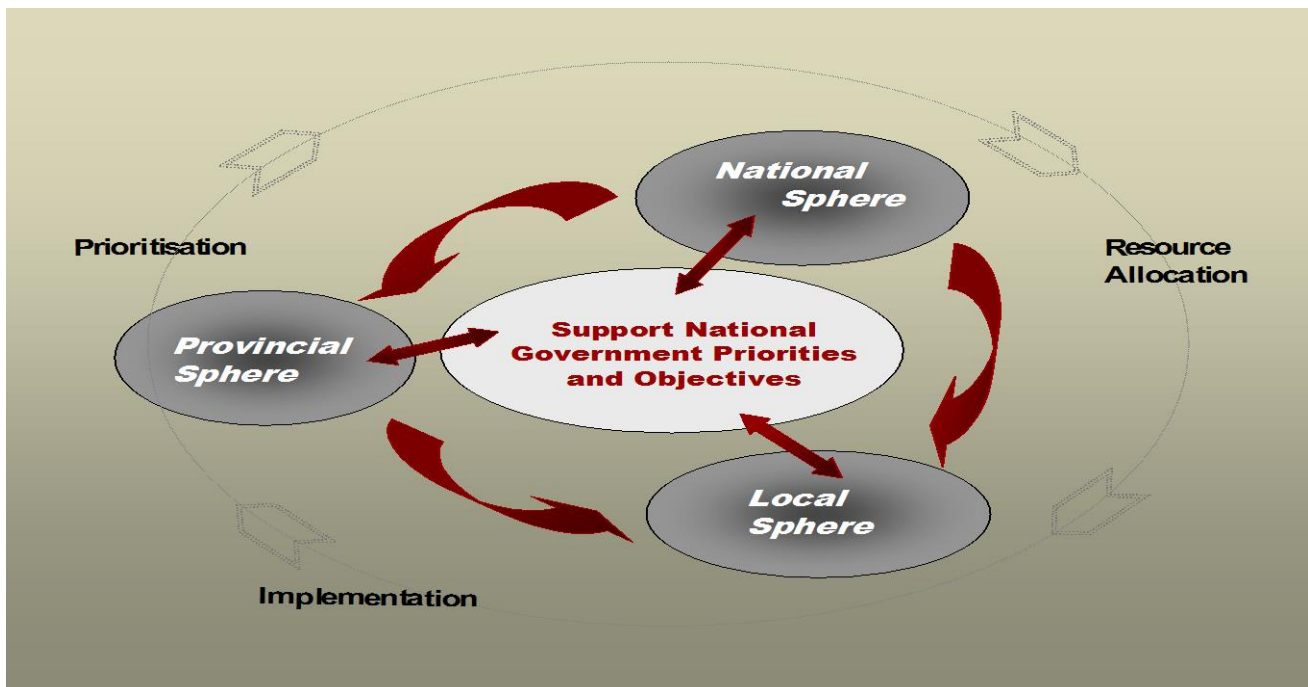 National
Sphere
Prioritisation
Resource
Allocation
Provincial
Sphere
Support National
Government Priorities
and Objectives
Local
Sphere
Implementation